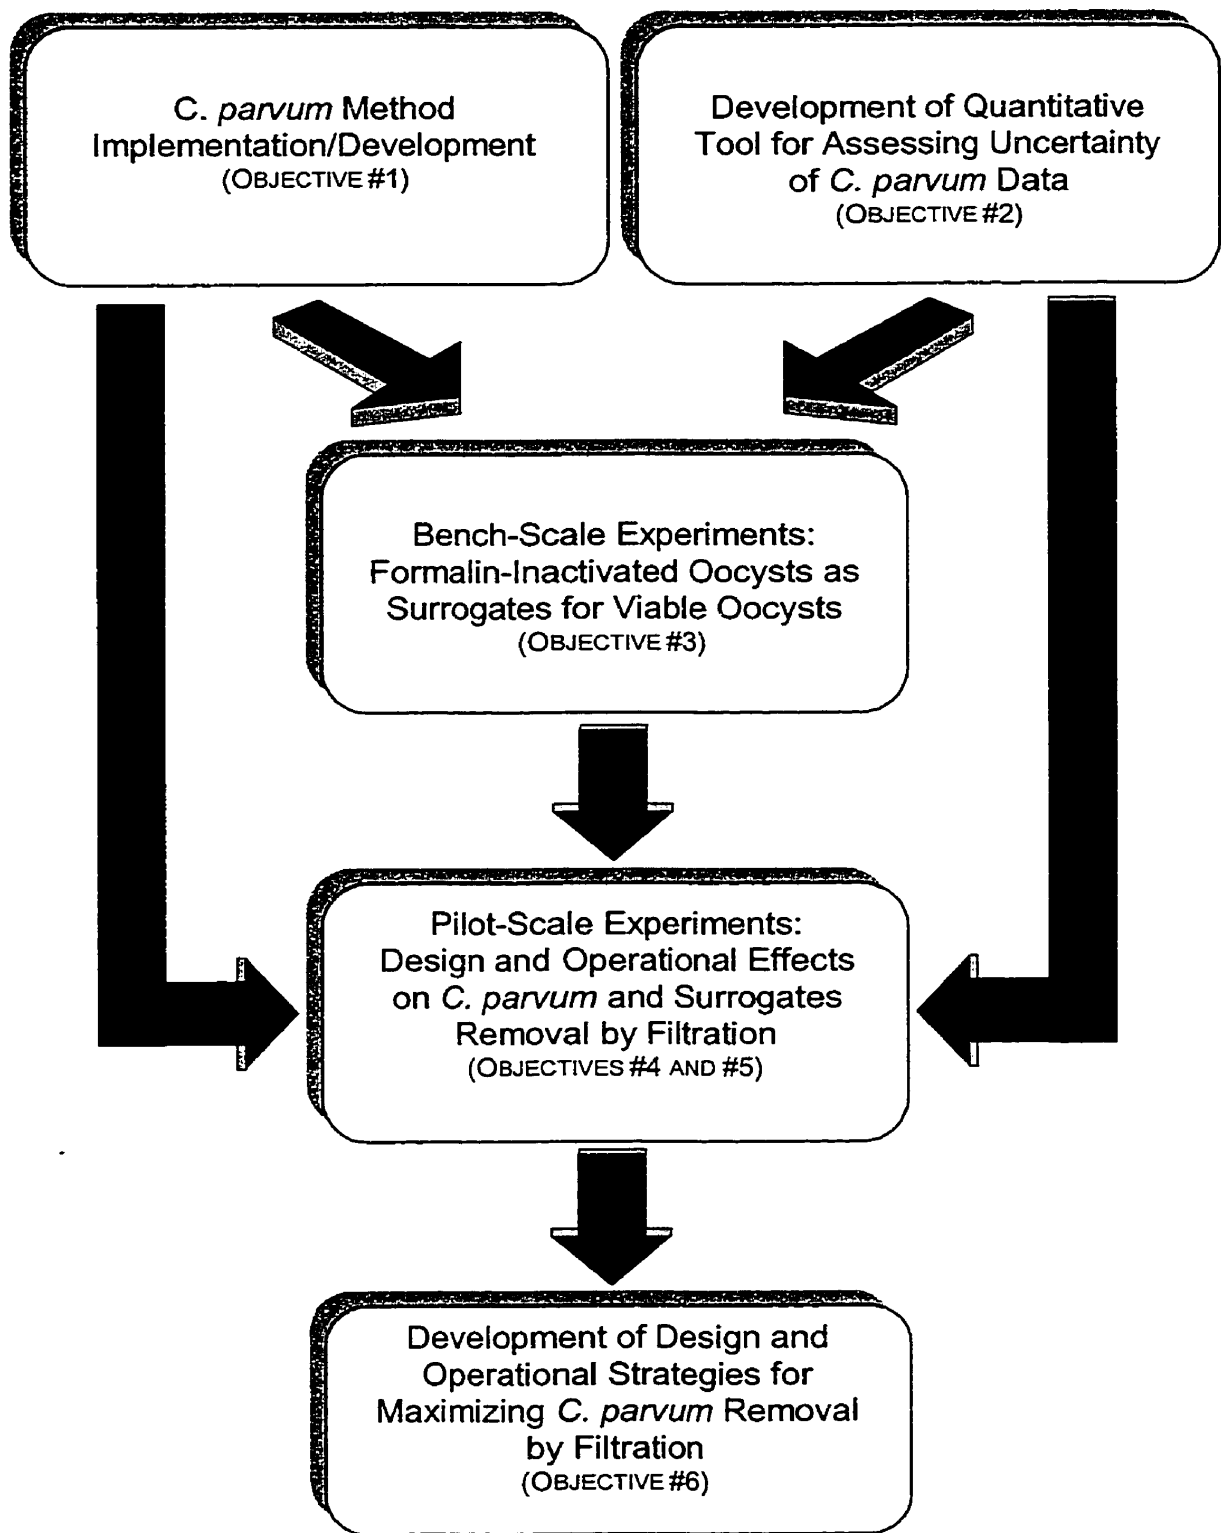 C. parvum Method
Implementation/Development
(OBJECTIVE #1)
Development of Quantitative
Tool for Assessing Uncertainty
of C. parvum Data
(OBJECTIVE #2)
Bench-Scale Experiments:
Formalin-Inactivated Oocysts as
Surrogates for Viable Oocysts
(OBJECTIVE #3)
Pilot-Scale Experiments:
Design and Operational Effects
on C. parvum and Surrogates
Removal by Filtration
(OBJECTIVES #4 AND #5)
Development of Design and
Operational Strategies for
Maximizing C. parvum Removal
by Filtration
(OBJECTIVE #6)